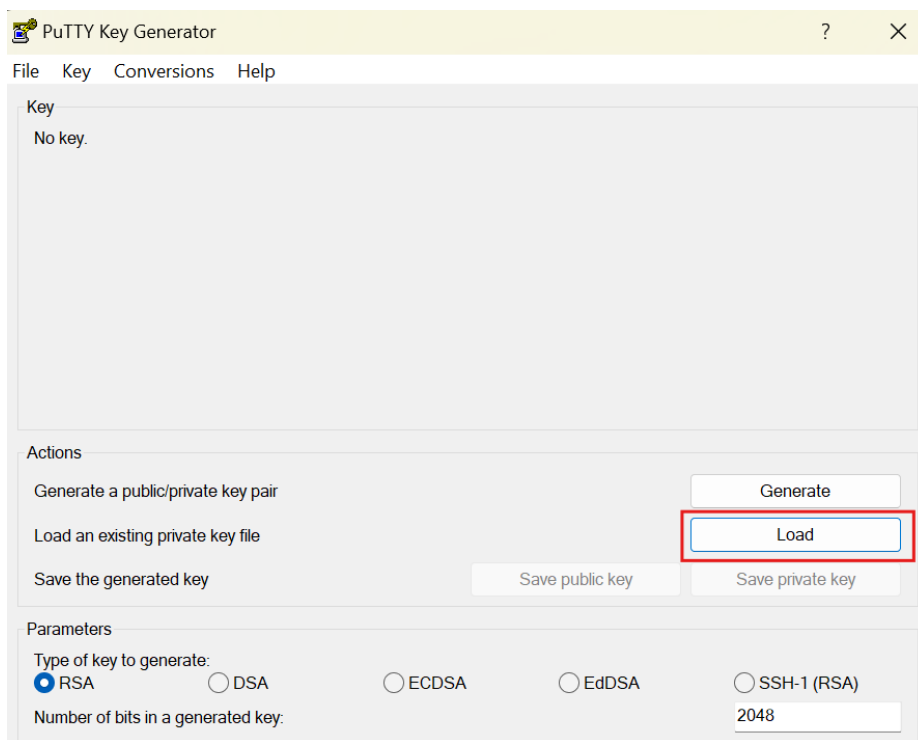 PuTTY Key Generator ?
File Key Conversions Help
Key
No key.
Actions
Generate a public/private key pair Generate
Load an existing private key file Load
Save the generated key Save public key Save private key
Parameters
Type of key to generate:
RSA DSA ECDSA EdDSA SSH-1 (RSA)
Number of bits in a generated key: 2048